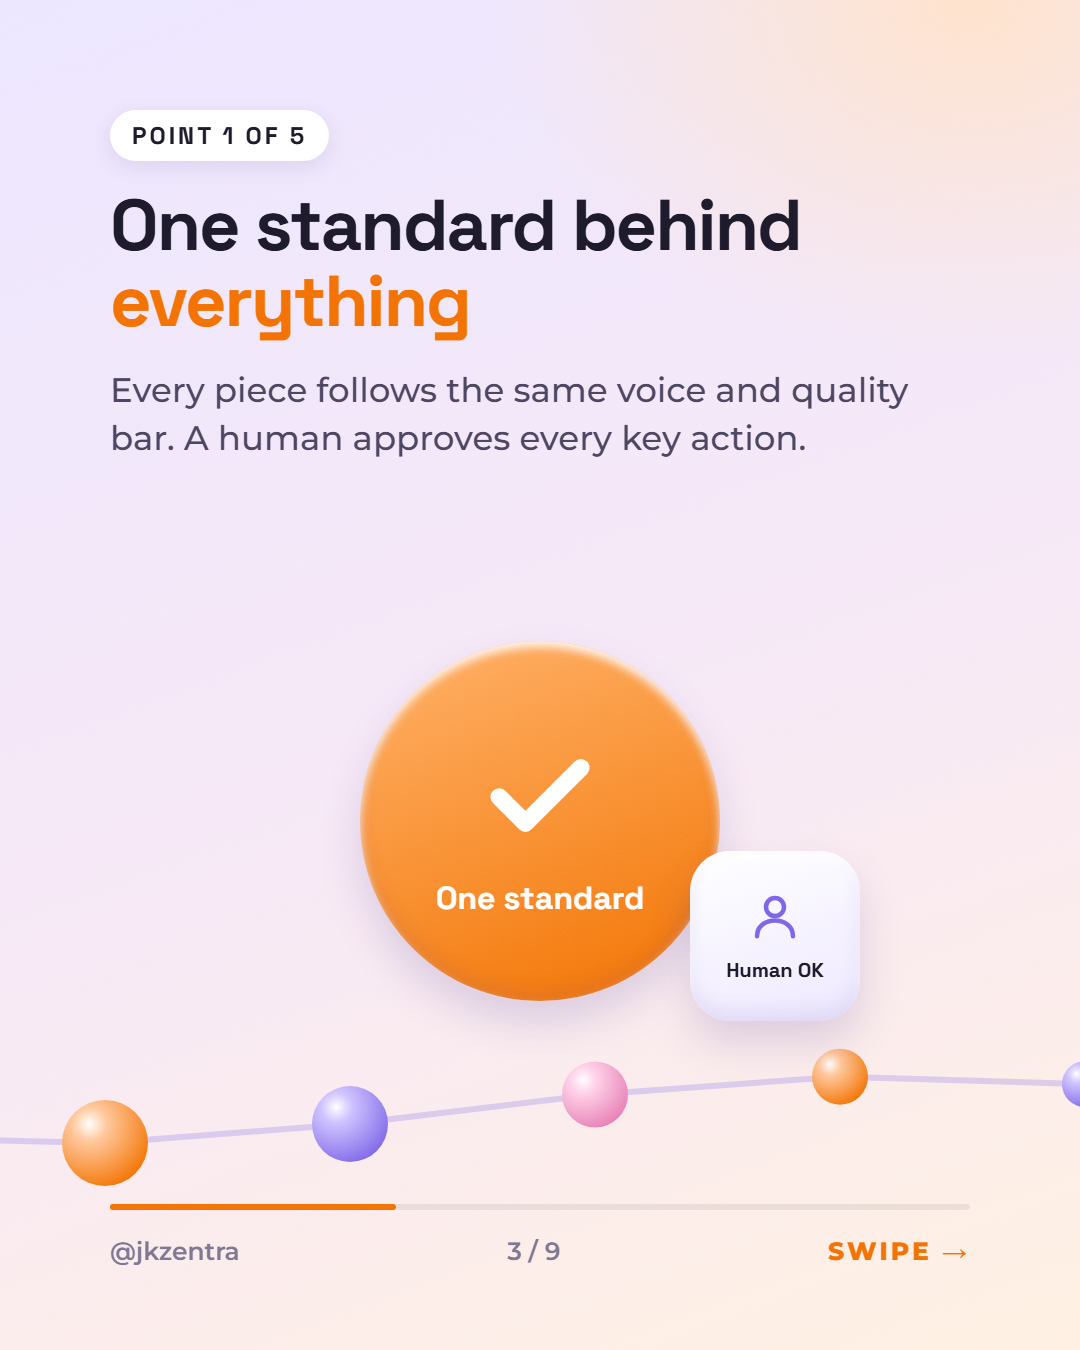 POINT 1 OF 5
One standard behind
everything
Every piece follows the same voice and quality
bar. A human approves every key action.
One standard
Human OK
@jkzentra
3 / 9
SWIPE →